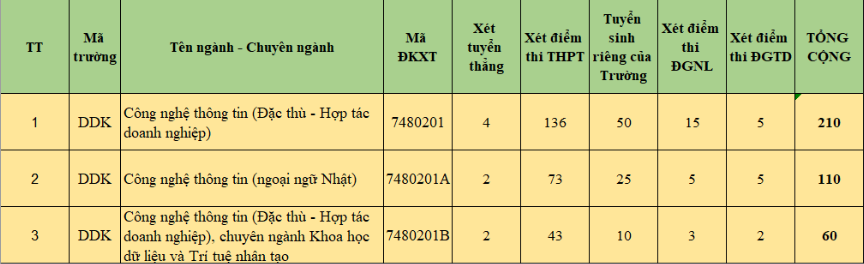 TT
Mã
trường
Tên ngành - Chuyên ngành
Mã
ĐKXT
Xét
tuyển
thẳng
Xét điểm
thi THPT
Tuyển
sinh
riêng của
Trường
Xét điểm
thi
ĐGNL
Xét điểm
thi ĐGTD
TỔNG
CỘNG
1
DDK
Công nghệ thông tin (Đặc thù - Hợp tác
doanh nghiệp)
7480201
4
136
50
15
5
210
2
DDK
Công nghệ thông tin (ngoại ngữ Nhật)
7480201A
2
73
25
5
5
110
3
DDK
Công nghệ thông tin (Đặc thù - Hợp tác
doanh nghiệp), chuyên ngành Khoa học
dữ liệu và Trí tuệ nhân tạo
7480201B
2
43
10
3
2
60